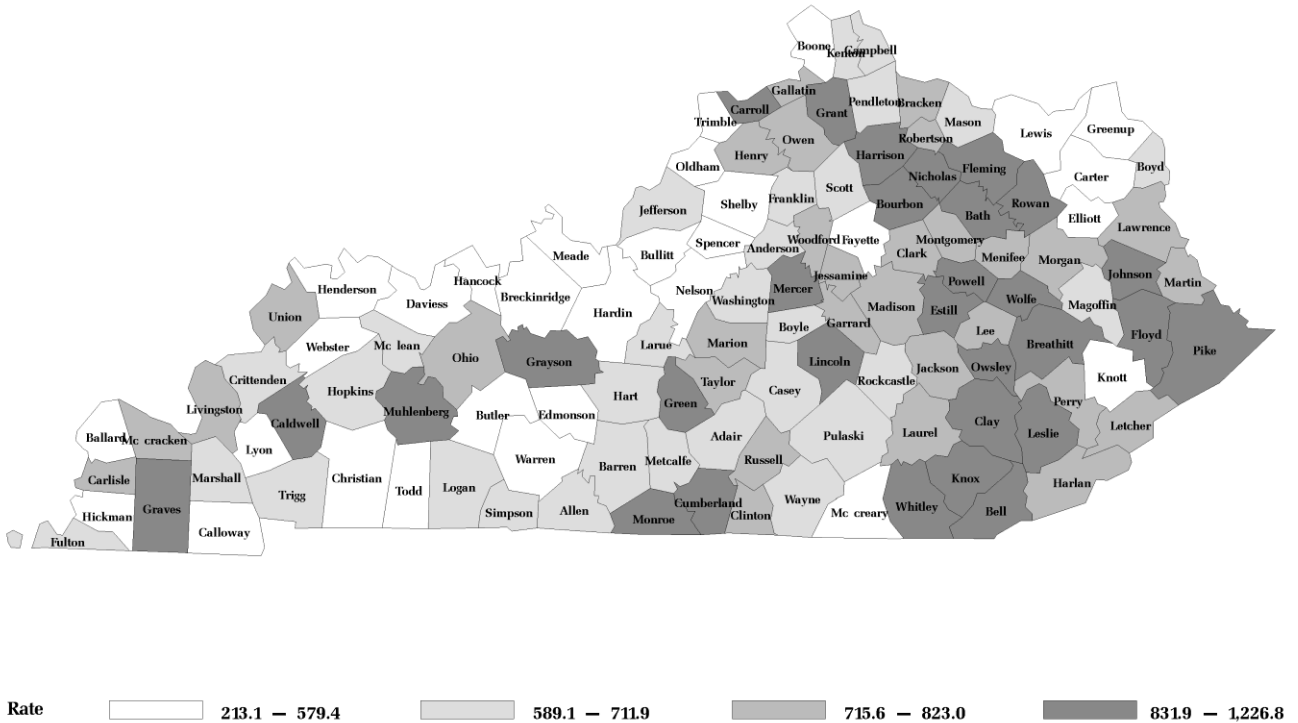 Boone
Kenton
Campbell
Gallatin
Carroll
Grant
Pendleton
Bracken
Trimble
Mason
Lewis
Greenup
Owen
Robertson
Henry
Harrison
Oldham
Fleming
Boyd
Nicholas
Carter
Scott
Shelby
Franklin
Bourbon
Rowan
Jefferson
Bath
Elliott
Lawrence
Spencer
Anderson
Woodford
Fayette
Montgomery
Clark
Menifee
Morgan
Meade
Bullitt
Jessamine
Johnson
Hancock
Henderson
Daviess
Breckinridge
Nelson
Mercer
Powell
Martin
Washington
Wolfe
Magoffin
Madison
Estill
Union
Hardin
Boyle
Garrard
Lee
Floyd
Webster
Mc lean
Larue
Marion
Breathitt
Pike
Ohio
Grayson
Lincoln
Jackson
Owsley
Crittenden
Hopkins
Taylor
Rockcastle
Knott
Hart
Casey
Livingston
Muhlenberg
Green
Perry
Caldwell
Butler
Edmonson
Clay
Letcher
Ballard
Mc cracken
Adair
Pulaski
Laurel
Leslie
Lyon
Warren
Metcalfe
Russell
Barren
Carlisle
Marshall
Christian
Todd
Logan
Knox
Harlan
Trigg
Wayne
Cumberland
Graves
Hickman
Simpson
Allen
Monroe
Clinton
Mc creary
Whitley
Bell
Calloway
Fulton
Rate 213.1 – 579.4 589.1 – 711.9 715.6 – 823.0 831.9 – 1,226.8